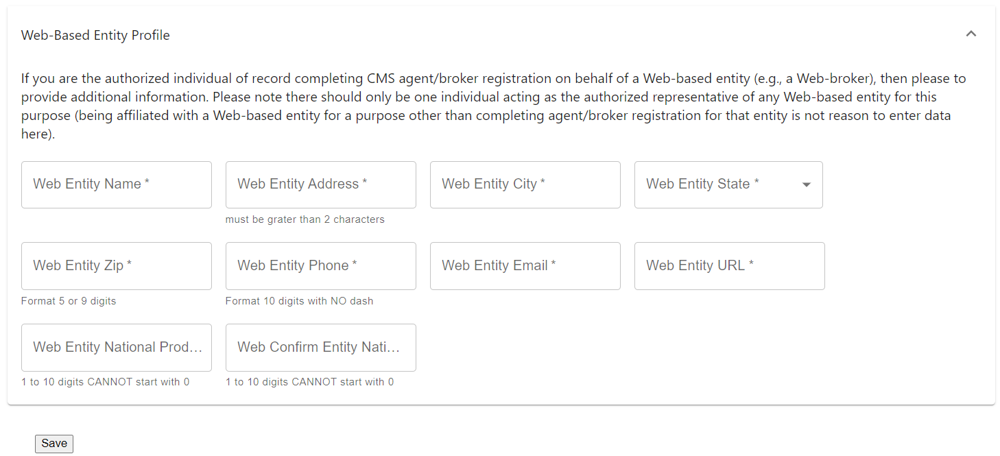 Web-Based Entity Profile
If you are the authorized individual of record completing CMS agent/broker registration on behalf of a Web-based entity (e.g., a Web-broker), then please to
provide additional information. Please note there should only be one individual acting as the authorized representative of any Web-based entity for this
purpose (being affiliated with a Web-based entity for a purpose other than completing agent/broker registration for that entity is not reason to enter data
here).
Web Entity Name *
Web Entity Address *
Web Entity City *
Web Entity State *
must be grater than 2 characters
Web Entity Zip *
Web Entity Phone *
Web Entity Email *
Web Entity URL *
Format 5 or 9 digits
Format 10 digits with NO dash
Web Entity National Prod...
Web Confirm Entity Nati...
1 to 10 digits CANNOT start with 0
1 to 10 digits CANNOT start with 0
Save